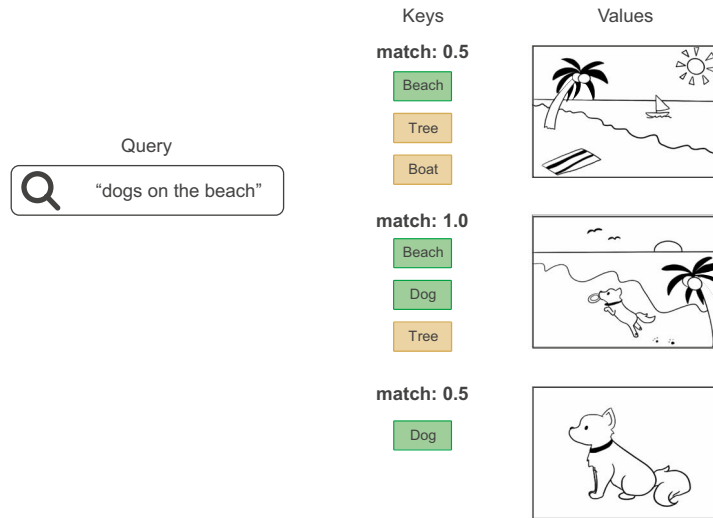 Keys
Values
match: 0.5
Beach
Tree
Boat
Query
“dogs on the beach”
match: 1.0
Beach
Dog
Tree
match: 0.5
Dog